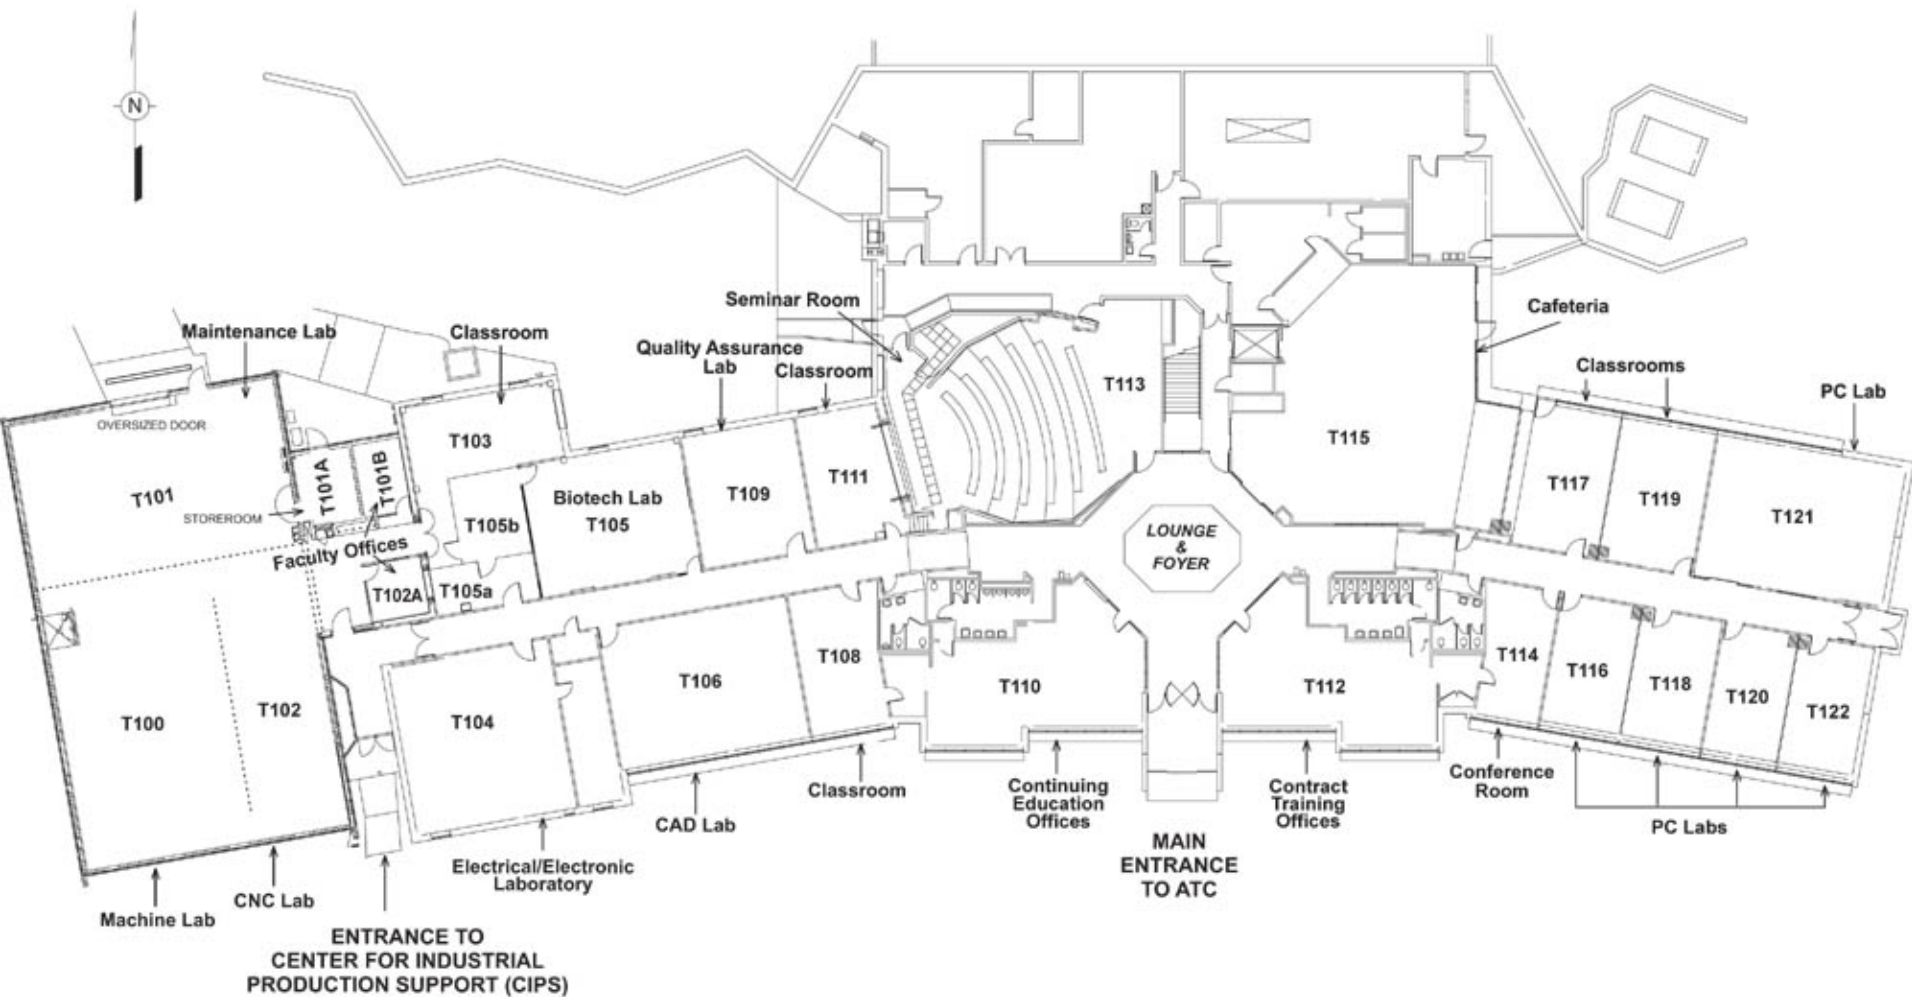 N
Seminar Room
Cafeteria
Maintenance Lab
Classroom
Quality Assurance
Lab
Classroom
Classrooms
PC Lab
OVERSIZED DOOR
T113
T103
T115
T101
T101A
T101B
STOREROOM
T105b
Biotech Lab
T105
T109
T111
T117
T119
T121
LOUNGE
&
FOYER
Faculty Offices
T102A
T105a
T100
T102
T104
T106
T108
T110
T112
T114
T116
T118
T120
T122
Machine Lab
CNC Lab
Electrical/Electronic
Laboratory
CAD Lab
Classroom
Continuing
Education
Offices
Contract
Training
Offices
Conference
Room
PC Labs
MAIN
ENTRANCE
TO ATC
ENTRANCE TO
CENTER FOR INDUSTRIAL
PRODUCTION SUPPORT (CIPS)